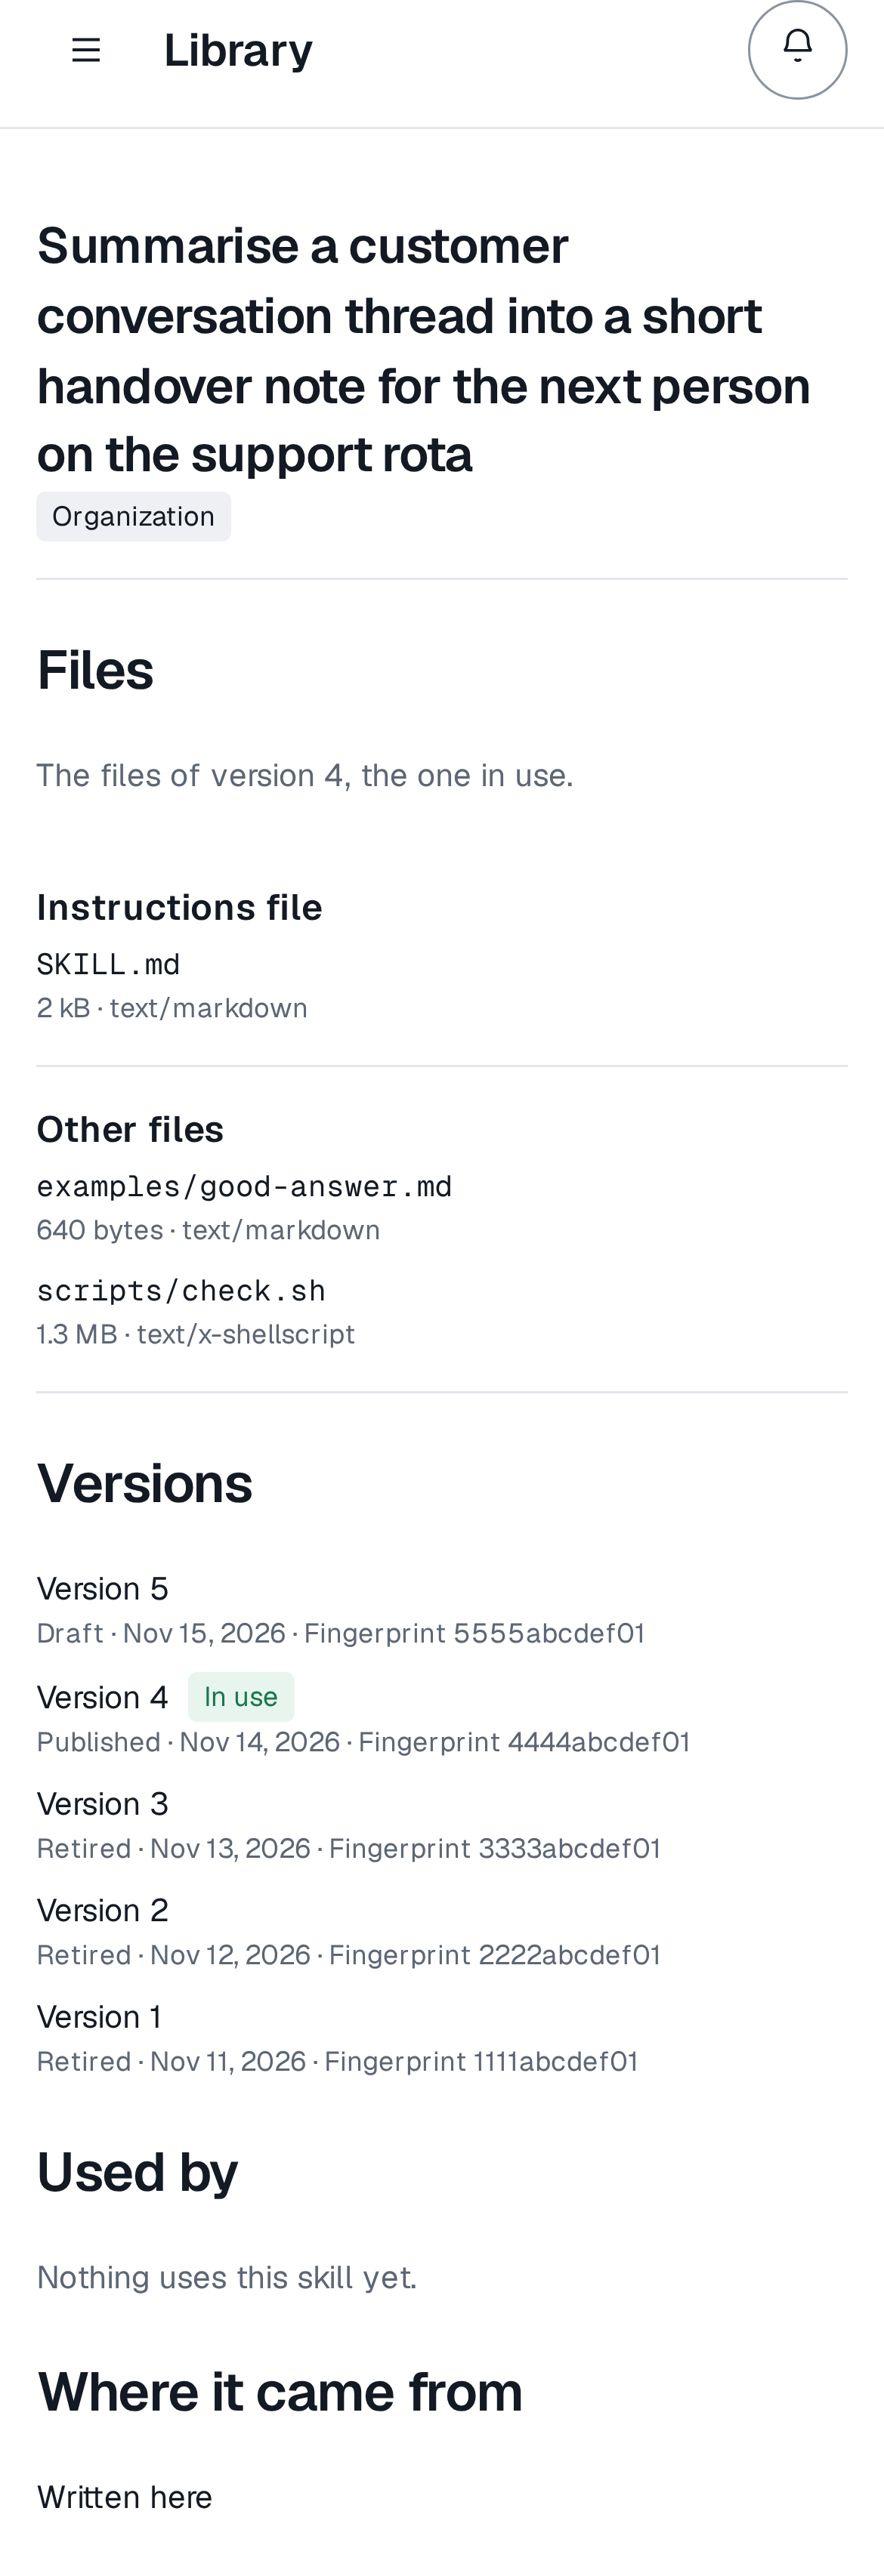 Library
Summarise a customer
conversation thread into a short
handover note for the next person
on the support rota
Organization
Files
The files of version 4, the one in use.
Instructions file
SKILL.md
2 kB · text/markdown
Other files
examples/good-answer.md
640 bytes · text/markdown
scripts/check.sh
1.3 MB · text/x-shellscript
Versions
Version 5
Draft · Nov 15, 2026 · Fingerprint 5555abcdef01
Version 4 In use
Published · Nov 14, 2026 · Fingerprint 4444abcdef01
Version 3
Retired · Nov 13, 2026 · Fingerprint 3333abcdef01
Version 2
Retired · Nov 12, 2026 · Fingerprint 2222abcdef01
Version 1
Retired · Nov 11, 2026 · Fingerprint 1111abcdef01
Used by
Nothing uses this skill yet.
Where it came from
Written here